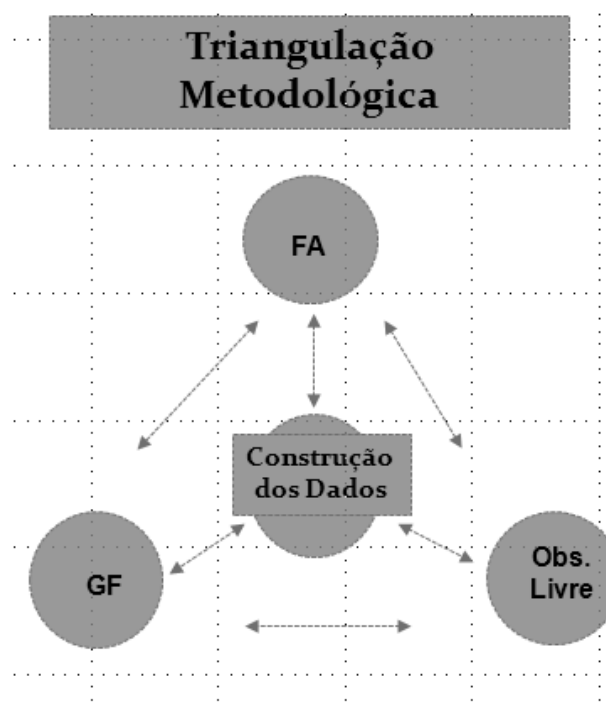 Triangulação
Metodológica
FA
Construção
dos Dados
GF
Obs.
Livre